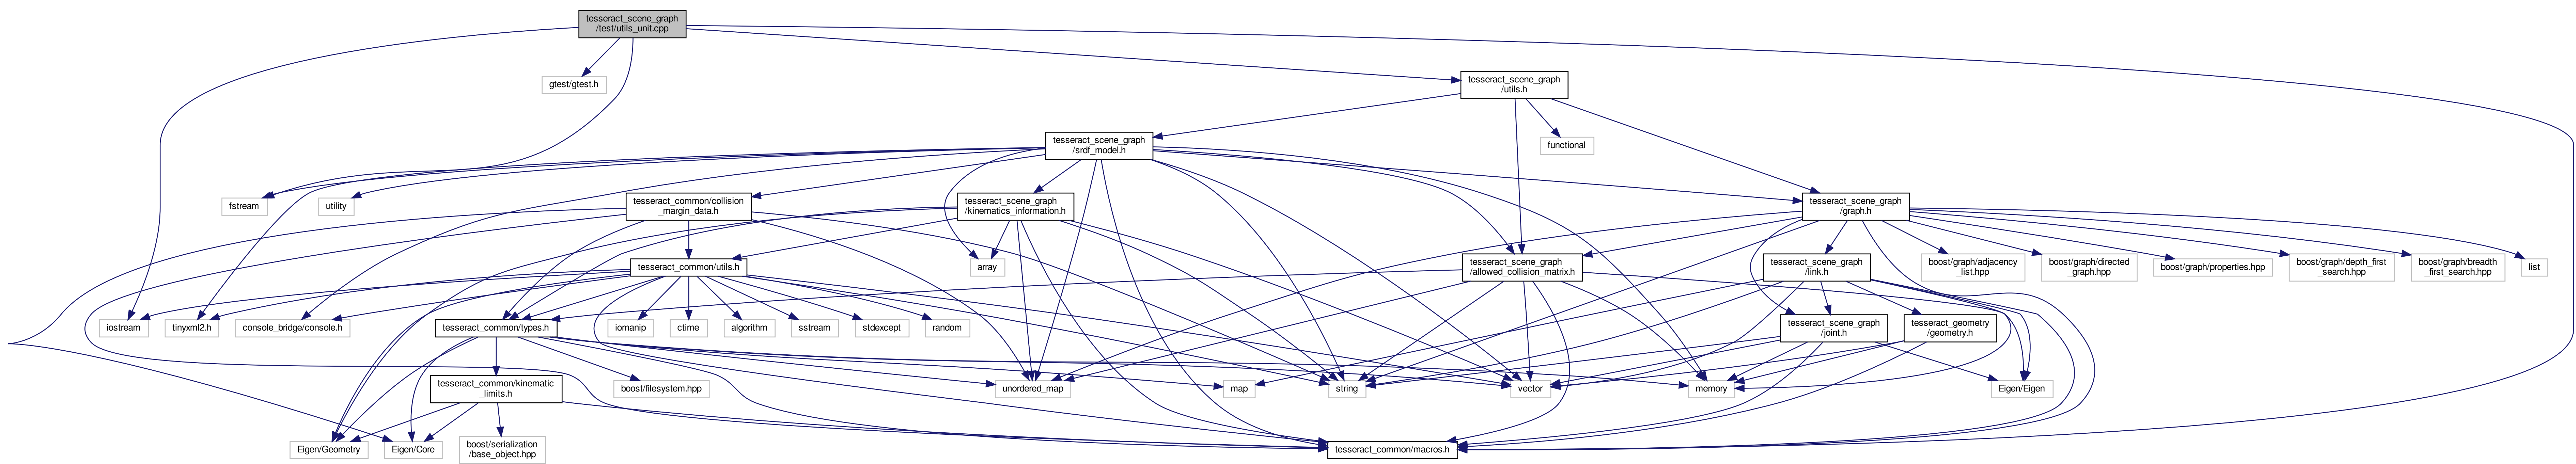 tesseract_scene_graph
/test/utils_unit.cpp
gtest/gtest.h
tesseract_scene_graph
/utils.h
tesseract_scene_graph
/srdf_model.h
functional
fstream
utility
tesseract_common/collision
_margin_data.h
tesseract_scene_graph
/kinematics_information.h
tesseract_scene_graph
/graph.h
tesseract_common/utils.h
array
tesseract_scene_graph
/allowed_collision_matrix.h
tesseract_scene_graph
/link.h
boost/graph/adjacency
_list.hpp
boost/graph/directed
_graph.hpp
boost/graph/properties.hpp
boost/graph/depth_first
_search.hpp
boost/graph/breadth
_first_search.hpp
list
iostream
tinyxml2.h
console_bridge/console.h
tesseract_common/types.h
iomanip
ctime
algorithm
sstream
stdexcept
random
tesseract_scene_graph
/joint.h
tesseract_geometry
/geometry.h
tesseract_common/kinematic
_limits.h
boost/filesystem.hpp
unordered_map
map
string
vector
memory
Eigen/Eigen
Eigen/Geometry
Eigen/Core
boost/serialization
/base_object.hpp
tesseract_common/macros.h